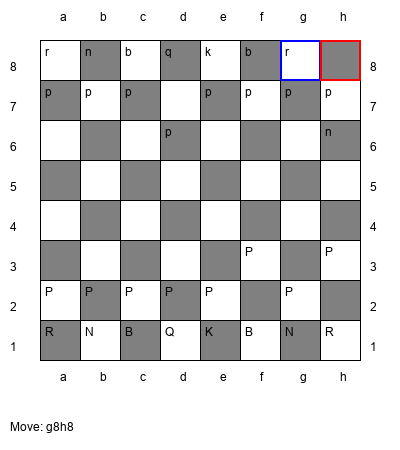 a b c d e f g h
8 r n b q k b r 8
7 p p p p p p p 7
6 p n 6
5 5
4 4
3 P P 3
2 P P P P P P 2
1 R N B Q K B N R 1
a b c d e f g h
Move: g8h8